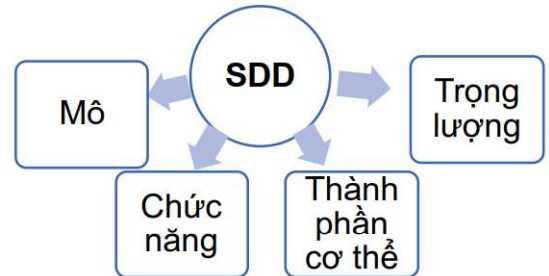 SDD
Mô
Trọng
lượng
Chức
năng
Thành
phần
cơ thể